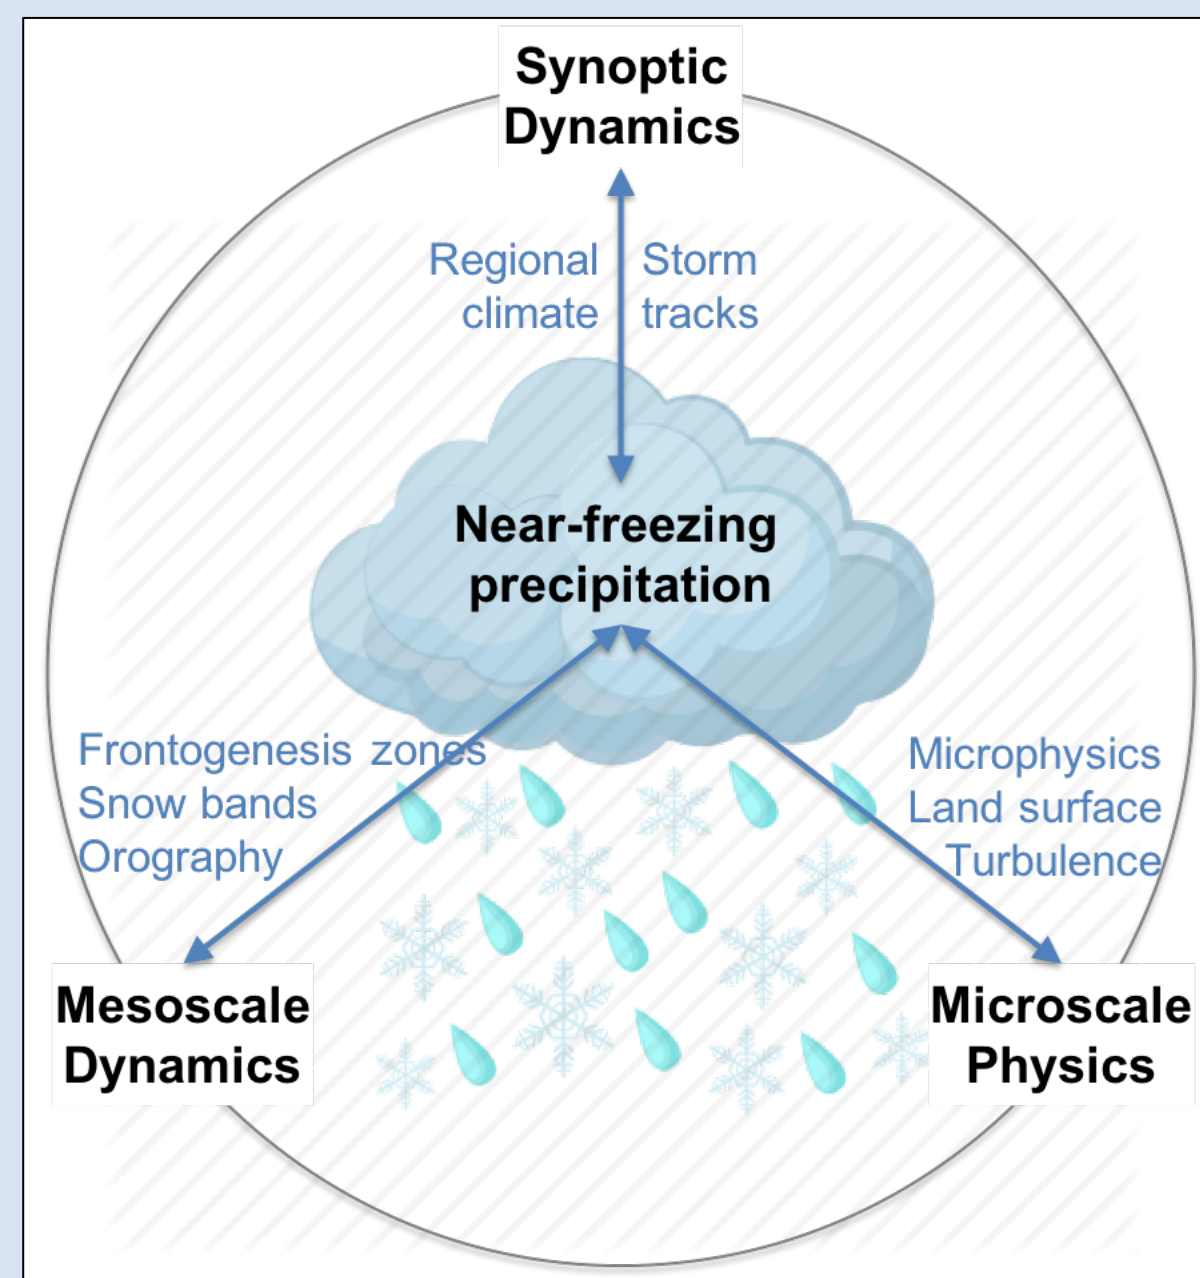 Synoptic
Dynamics
Regional
climate
Storm
tracks
Near-freezing
precipitation
Frontogenesis zones
Snow bands
Orography
Microphysics
Land surface
Turbulence
Mesoscale
Dynamics
Microscale
Physics